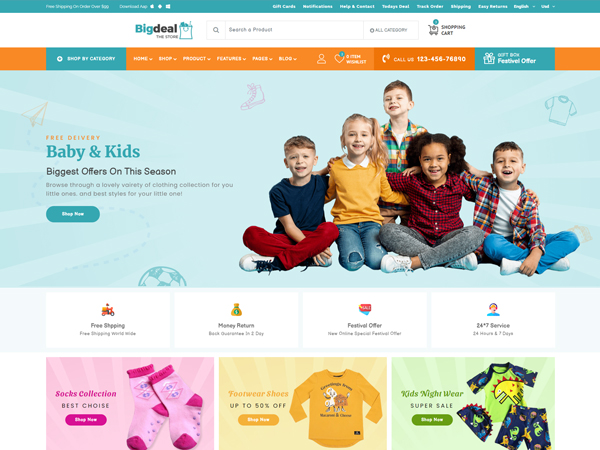 Free Shipping On Order Over $99
Download App
Gift Cards
Notifications
Help & Contact
Todays Deal
Track Order
Shipping
Easy Returns
English
Usd
Bigdeal
THE STORE
Search a Product
ALL CATEGORY
0
SHOPPING
CART
SHOP BY CATEGORY
HOME
SHOP
PRODUCT
FEATURES
PAGES
BLOG
0 ITEM
WISHLIST
CALL US 123-456-76890
GIFT BOX
Festivel Offer
FREE DEIVERY
Baby & Kids
Biggest Offers On This Season
Browse through a lovely vairety of clothing collection for you
little ones. and best styles for your little one!
Shop Now
Free Shpping
Free Shipping World Wide
Money Return
Back Guarantee In 2 Day
SALE
Festival Offer
New Online Special Festival Offer
24*7 Service
24 Hours & 7 Days
Socks Collection
BEST CHOISE
Shop Now
Footwear Shoes
UP TO 50% OFF
Shop Now
Kids Night Wear
SUPER SALE
Shop Now